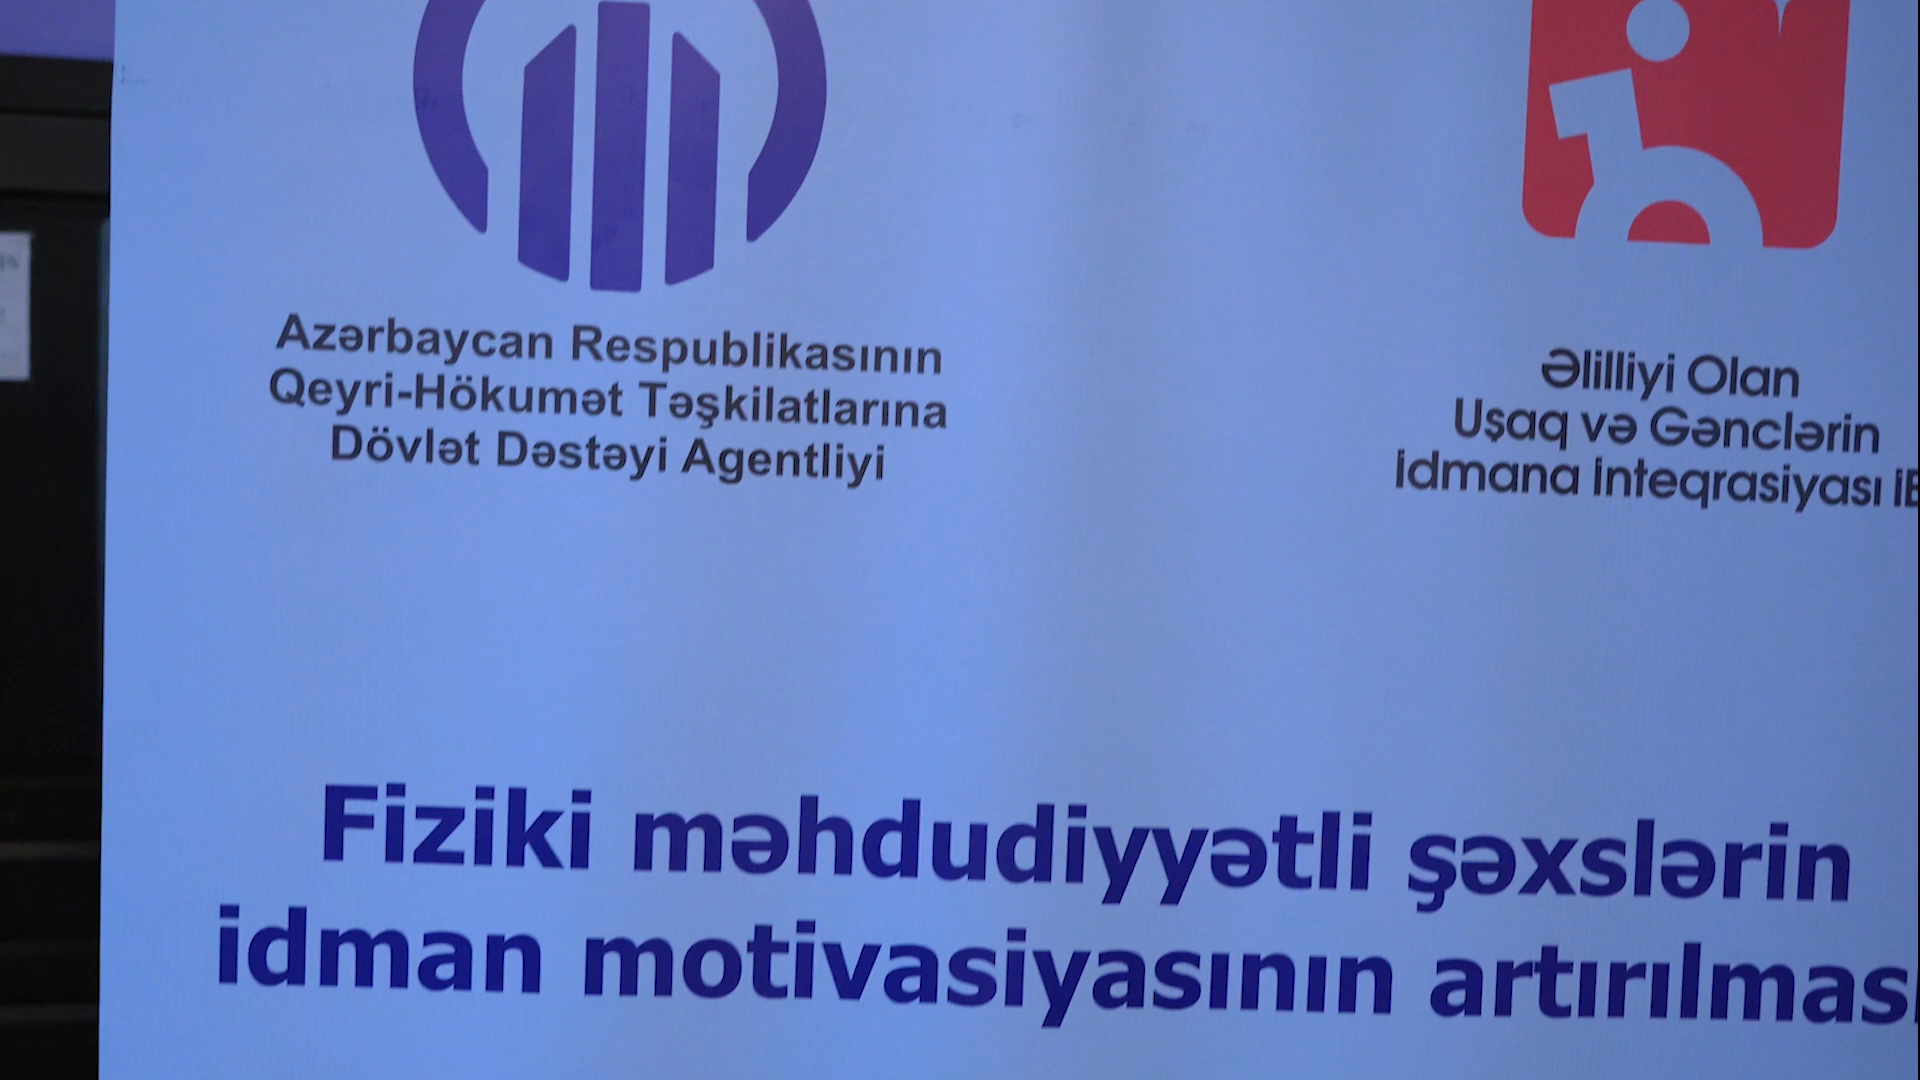 Azərbaycan Respublikasının
Qeyri-Hökumət Təşkilatlarına
Dövlət Dəstəyi Agentliyi
Əlilliyi Olan
Uşaq və Gənclərin
İdmana İnteqrasiyası
Fiziki məhdudiyyətli şəxslərin
idman motivasiyasının artırılması